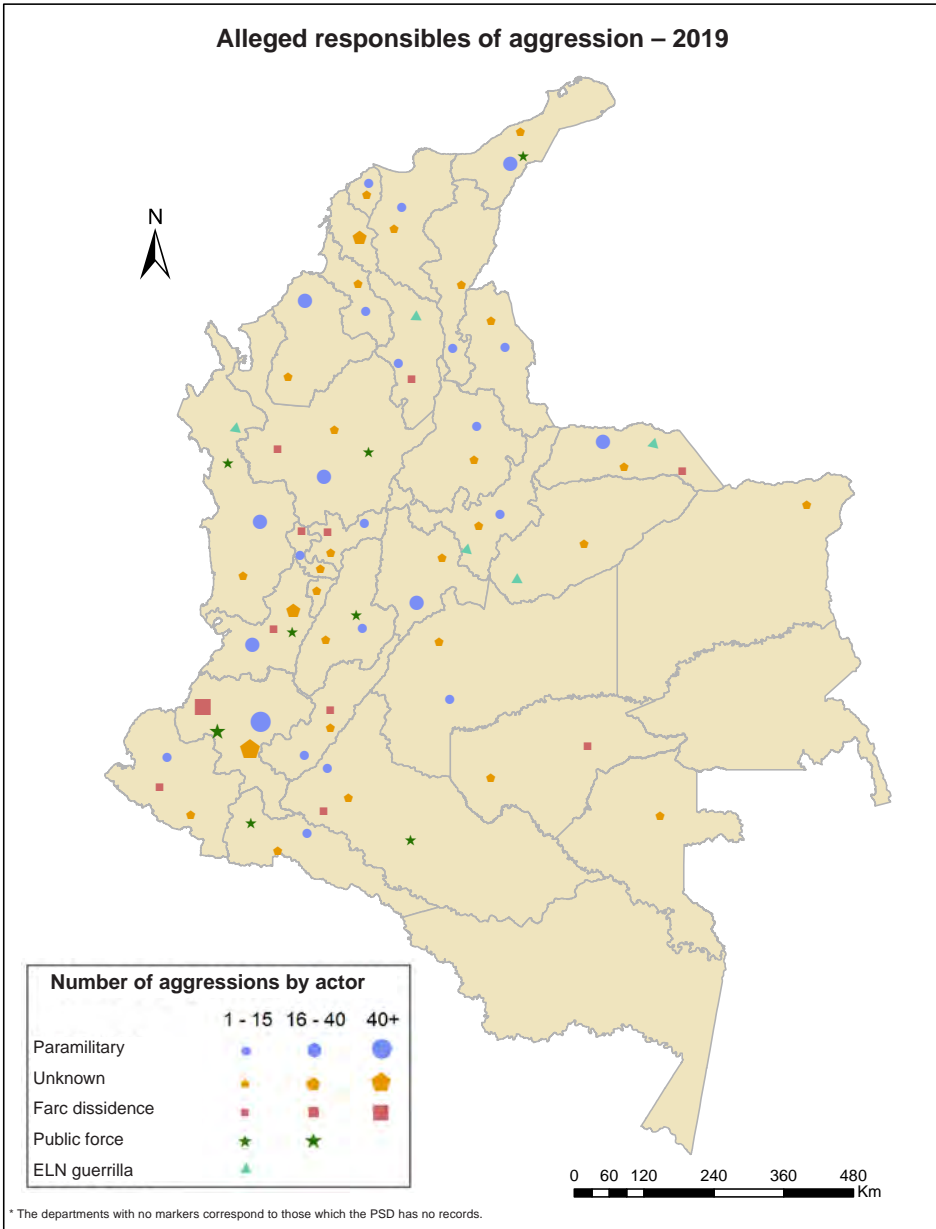 Alleged responsibles of aggression – 2019
N
Number of aggressions by actor
1 - 15 16 - 40 40+
Paramilitary
Unknown
Farc dissidence
Public force
ELN guerrilla
0 60 120 240 360 480
Km
* The departments with no markers correspond to those which the PSD has no records.